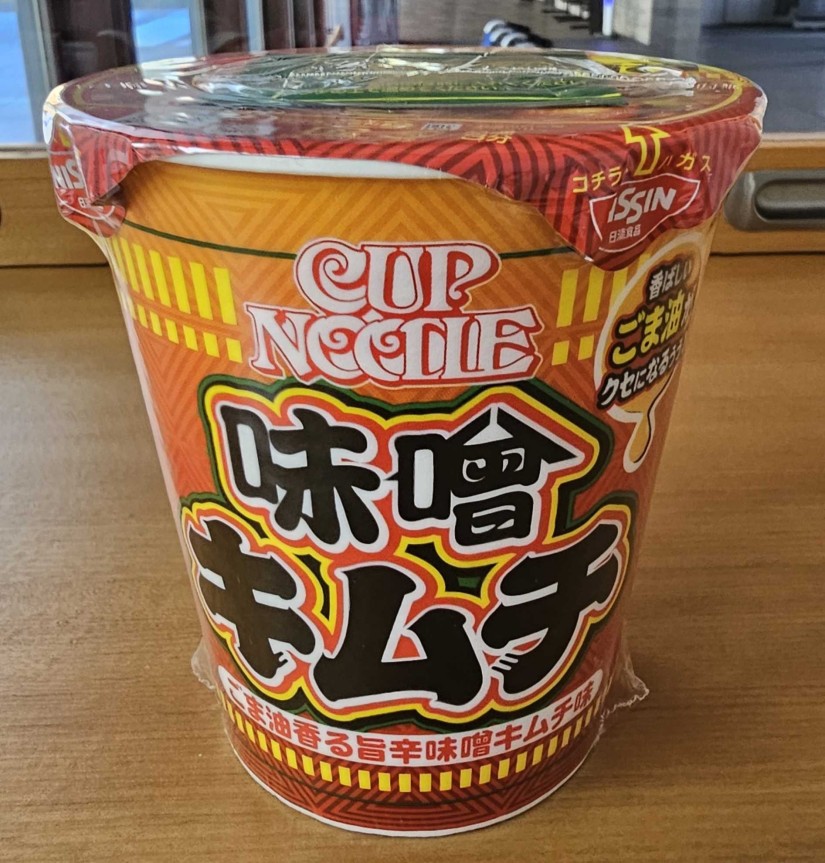 コチラ ガス
NISSIN
日清食品
CUP
NOODLE
香ばしい
ごま油が
クセになるうま
味噌
キムチ
ごま油香る旨辛味噌キムチ味